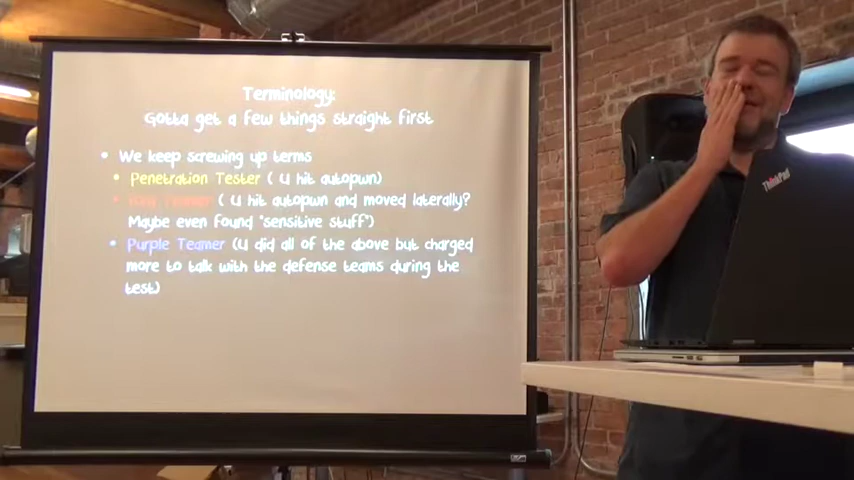 Terminology:
Gotta get a few things straight first
• We keep screwing up terms
• Penetration Tester ( U hit autopwn)
• Red Teamer ( U hit autopwn and moved laterally?
Maybe even found "sensitive stuff")
• Purple Teamer (U did all of the above but charged
more to talk with the defense teams during the
test)
ThinkPad